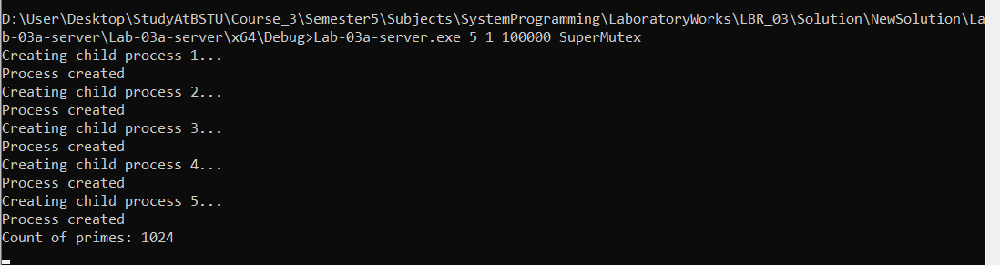 D:\User\Desktop\StudyAtBSTU\Course_3\Semester5\Subjects\SystemProgramming\LaboratoryWorks\LBR_03\Solution\NewSolution\La
b-03a-server\Lab-03a-server\x64\Debug>Lab-03a-server.exe 5 1 100000 SuperMutex
Creating child process 1...
Process created
Creating child process 2...
Process created
Creating child process 3...
Process created
Creating child process 4...
Process created
Creating child process 5...
Process created
Count of primes: 1024